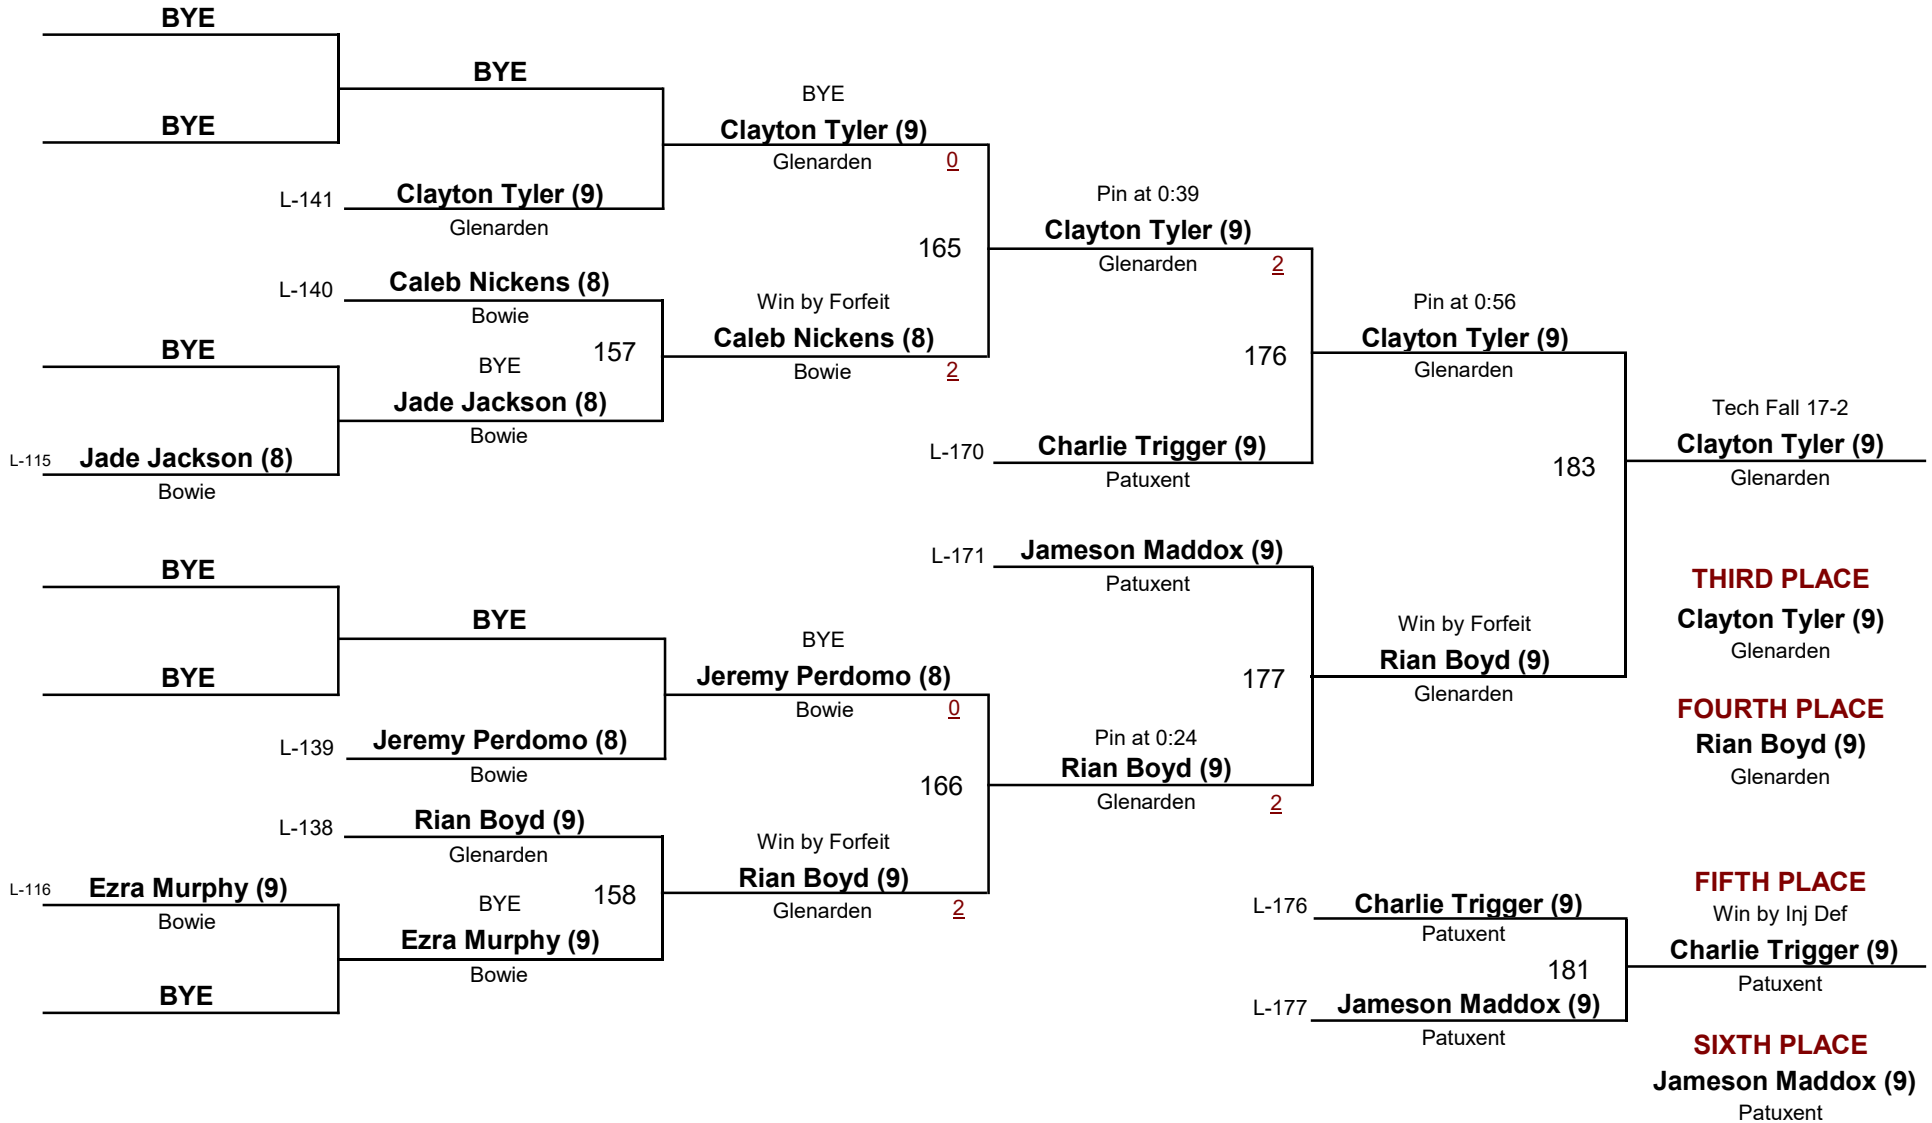 BYE
BYE
BYE
BYE
Clayton Tyler (9)
Glenarden
0
L-141
Clayton Tyler (9)
Glenarden
Pin at 0:39
Clayton Tyler (9)
Glenarden
2
165
L-140
Caleb Nickens (8)
Bowie
Win by Forfeit
Caleb Nickens (8)
Bowie
2
157
BYE
BYE
Jade Jackson (8)
Bowie
L-115
Jade Jackson (8)
Bowie
Pin at 0:56
Clayton Tyler (9)
Glenarden
176
L-170
Charlie Trigger (9)
Patuxent
Tech Fall 17-2
Clayton Tyler (9)
Glenarden
183
L-171
Jameson Maddox (9)
Patuxent
BYE
BYE
BYE
BYE
Jeremy Perdomo (8)
Bowie
0
L-139
Jeremy Perdomo (8)
Bowie
177
Win by Forfeit
Rian Boyd (9)
Glenarden
THIRD PLACE
Clayton Tyler (9)
Glenarden
FOURTH PLACE
Rian Boyd (9)
Glenarden
Pin at 0:24
Rian Boyd (9)
Glenarden
2
166
L-138
Rian Boyd (9)
Glenarden
Win by Forfeit
Rian Boyd (9)
Glenarden
2
L-116
Ezra Murphy (9)
Bowie
BYE
158
Ezra Murphy (9)
Bowie
BYE
L-176
Charlie Trigger (9)
Patuxent
181
L-177
Jameson Maddox (9)
Patuxent
FIFTH PLACE
Win by Inj Def
Charlie Trigger (9)
Patuxent
SIXTH PLACE
Jameson Maddox (9)
Patuxent